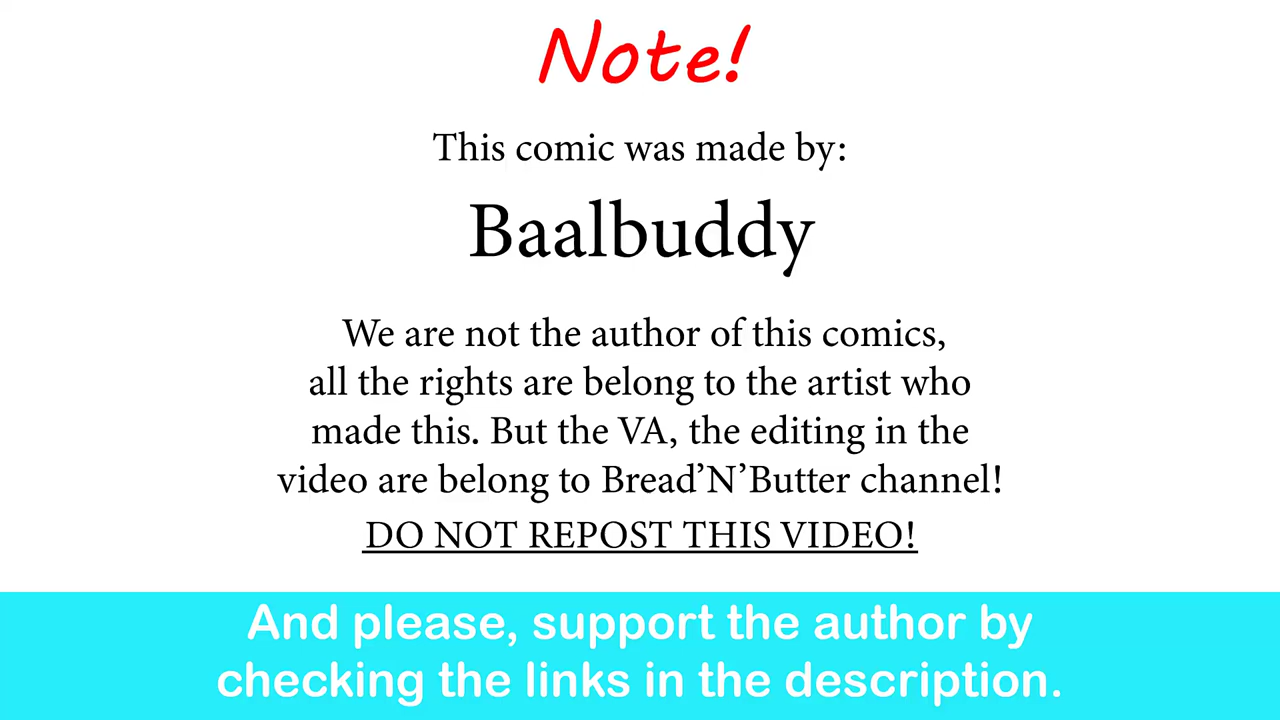 Note!
This comic was made by:
Baalbuddy
We are not the author of this comics,
all the rights are belong to the artist who
made this. But the VA, the editing in the
video are belong to Bread’N’Butter channel!
DO NOT REPOST THIS VIDEO!
And please, support the author by
checking the links in the description.